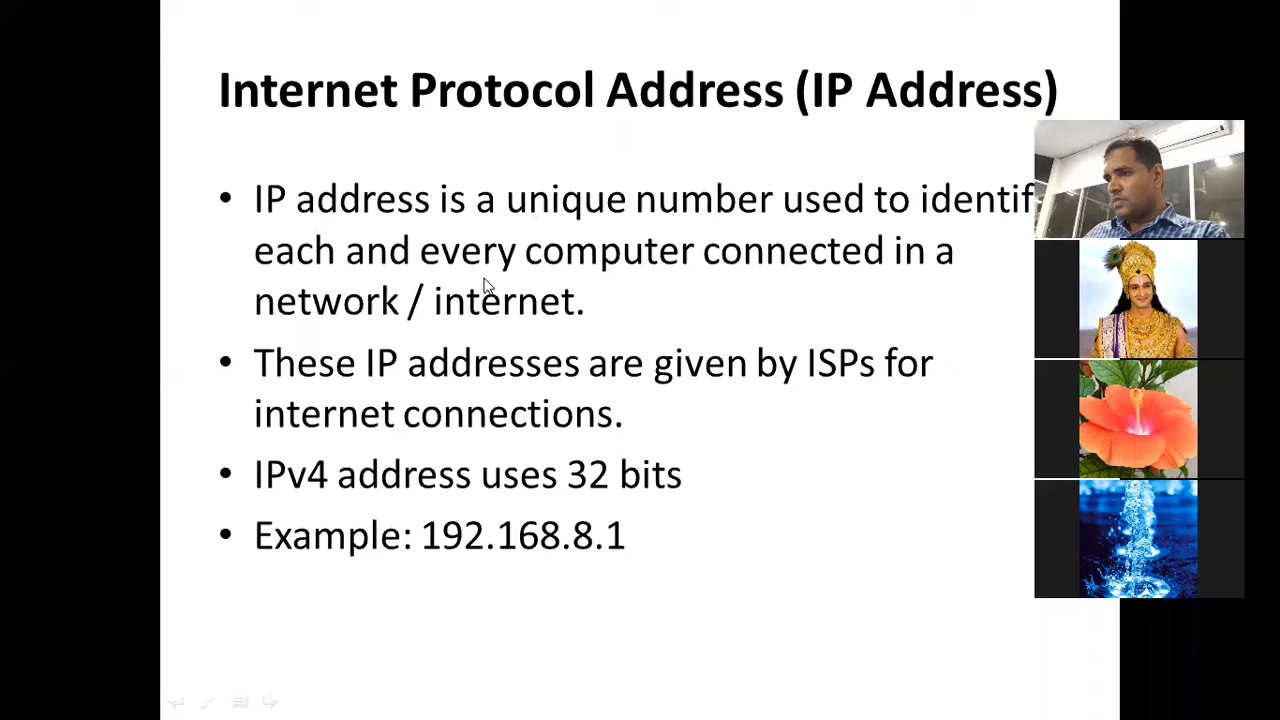 Internet Protocol Address (IP Address)
• IP address is a unique number used to identif
each and every computer connected in a
network / internet.
• These IP addresses are given by ISPs for
internet connections.
• IPv4 address uses 32 bits
• Example: 192.168.8.1